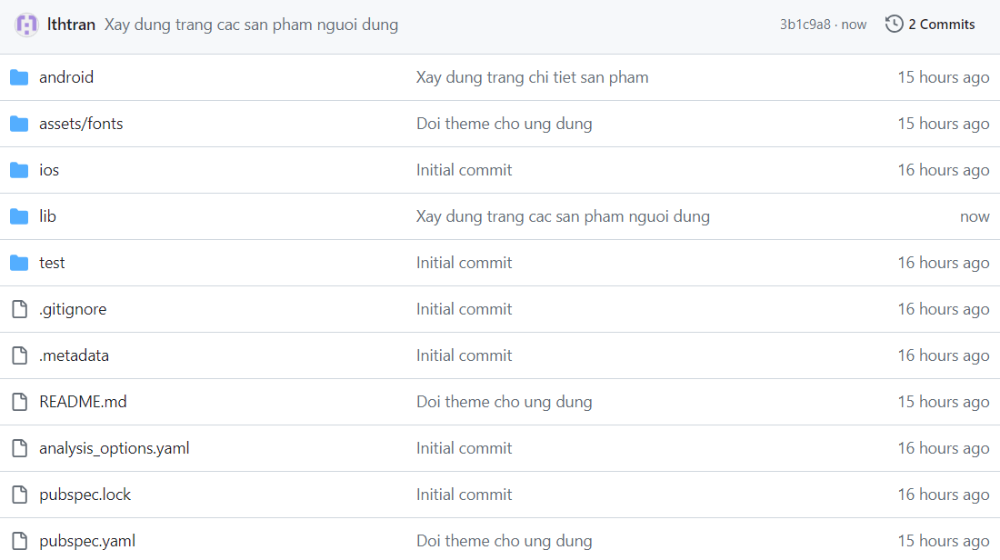 lthtran Xay dung trang cac san pham nguoi dung 3b1c9a8 · now 2 Commits
android Xay dung trang chi tiet san pham 15 hours ago
assets/fonts Doi theme cho ung dung 15 hours ago
ios Initial commit 16 hours ago
lib Xay dung trang cac san pham nguoi dung now
test Initial commit 16 hours ago
.gitignore Initial commit 16 hours ago
.metadata Initial commit 16 hours ago
README.md Doi theme cho ung dung 15 hours ago
analysis_options.yaml Initial commit 16 hours ago
pubspec.lock Initial commit 16 hours ago
pubspec.yaml Doi theme cho ung dung 15 hours ago